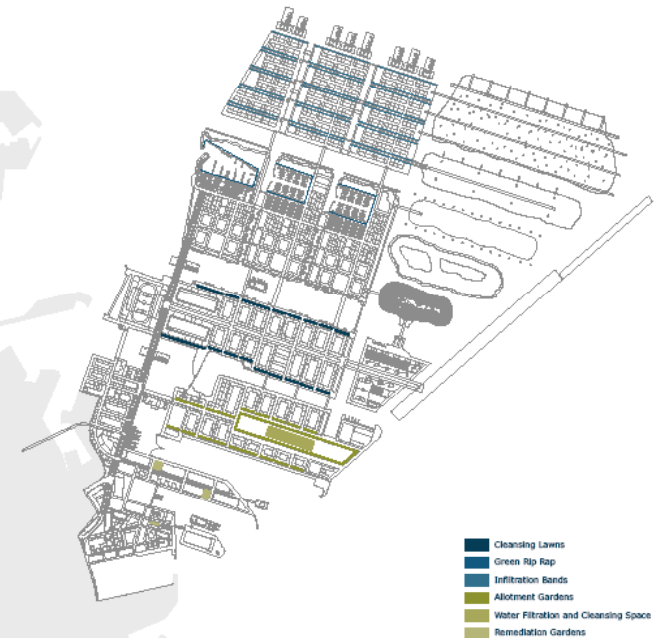 Cleansing Lawns
Green Rip Rap
Infiltration Bands
Allotment Gardens
Water Filtration and Cleansing Space
Remediation Gardens